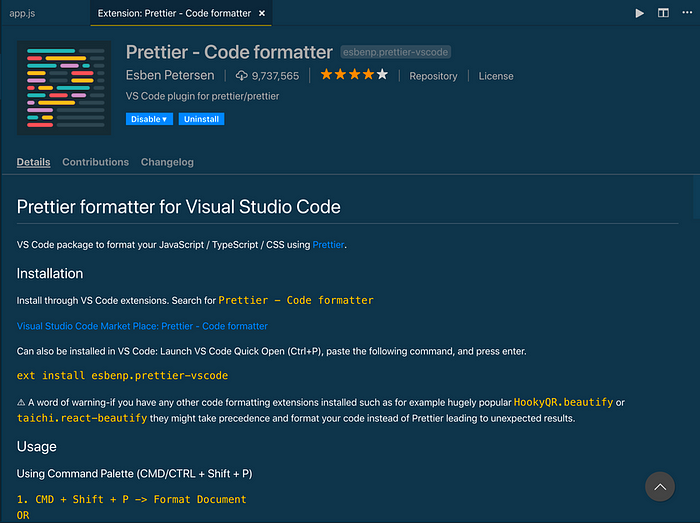 app.js
Extension: Prettier - Code formatter ×
Prettier - Code formatter esbenp.prettier-vscode
Esben Petersen 9,737,565 Repository License
VS Code plugin for prettier/prettier
Disable Uninstall
Details Contributions Changelog
Prettier formatter for Visual Studio Code
VS Code package to format your JavaScript / TypeScript / CSS using Prettier.
Installation
Install through VS Code extensions. Search for Prettier - Code formatter
Visual Studio Code Market Place: Prettier - Code formatter
Can also be installed in VS Code: Launch VS Code Quick Open (Ctrl+P), paste the following command, and press enter.
ext install esbenp.prettier-vscode
⚠ A word of warning-if you have any other code formatting extensions installed such as for example hugely popular HookyQR.beautify or
taichi.react-beautify they might take precedence and format your code instead of Prettier leading to unexpected results.
Usage
Using Command Palette (CMD/CTRL + Shift + P)
1. CMD + Shift + P -> Format Document
OR